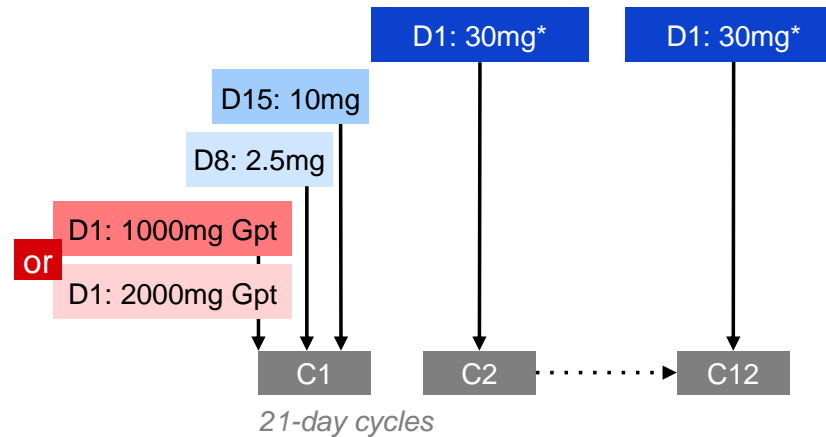 D1: 30mg*
D1: 30mg*
D15: 10mg
D8: 2.5mg
D1: 1000mg Gpt
or
D1: 2000mg Gpt
C1
C2
C12
21-day cycles